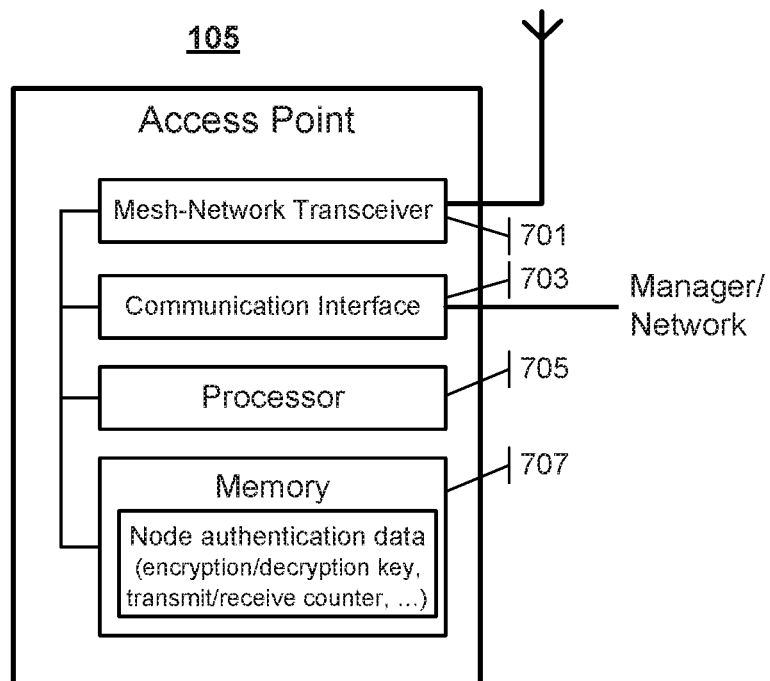 105
Access Point
Mesh-Network Transceiver
701
703
Communication Interface
Manager/
Network
705
Processor
707
Memory
Node authentication data
(encryption/decryption key,
transmit/receive counter, ...)